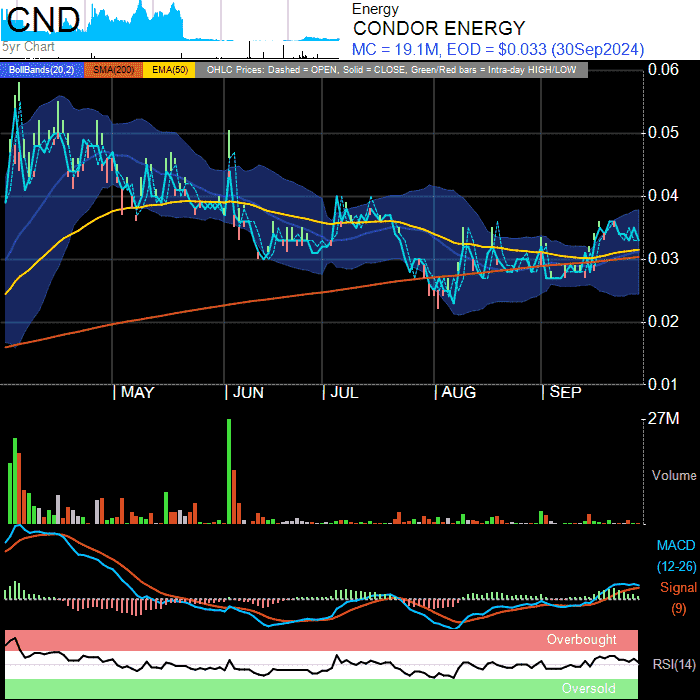 CND
5yr Chart
Energy
CONDOR ENERGY
MC = 19.1M, EOD = $0.033 (30Sep2024)
BollBands(20,2) SMA(200) EMA(50) OHLC Prices: Dashed = OPEN, Solid = CLOSE, Green/Red bars = Intra-day HIGH/LOW
0.06
0.05
0.04
0.03
0.02
0.01
MAY JUN JUL AUG SEP
27M
Volume
MACD
(12-26)
Signal
(9)
Overbought
RSI(14)
Oversold